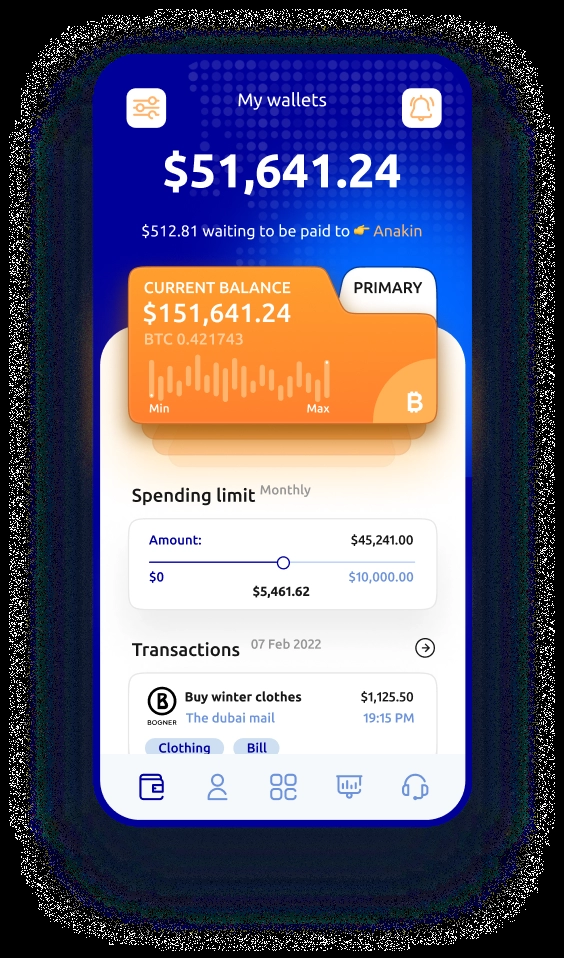 My wallets
$51,641.24
$512.81 waiting to be paid to 👉 Anakin
CURRENT BALANCE
PRIMARY
$151,641.24
BTC 0.421743
Min Max
Spending limit Monthly
Amount: $45,241.00
$0 $10,000.00
$5,461.62
Transactions 07 Feb 2022
Buy winter clothes $1,125.50
BOGNER The dubai mail 19:15 PM
Clothing Bill